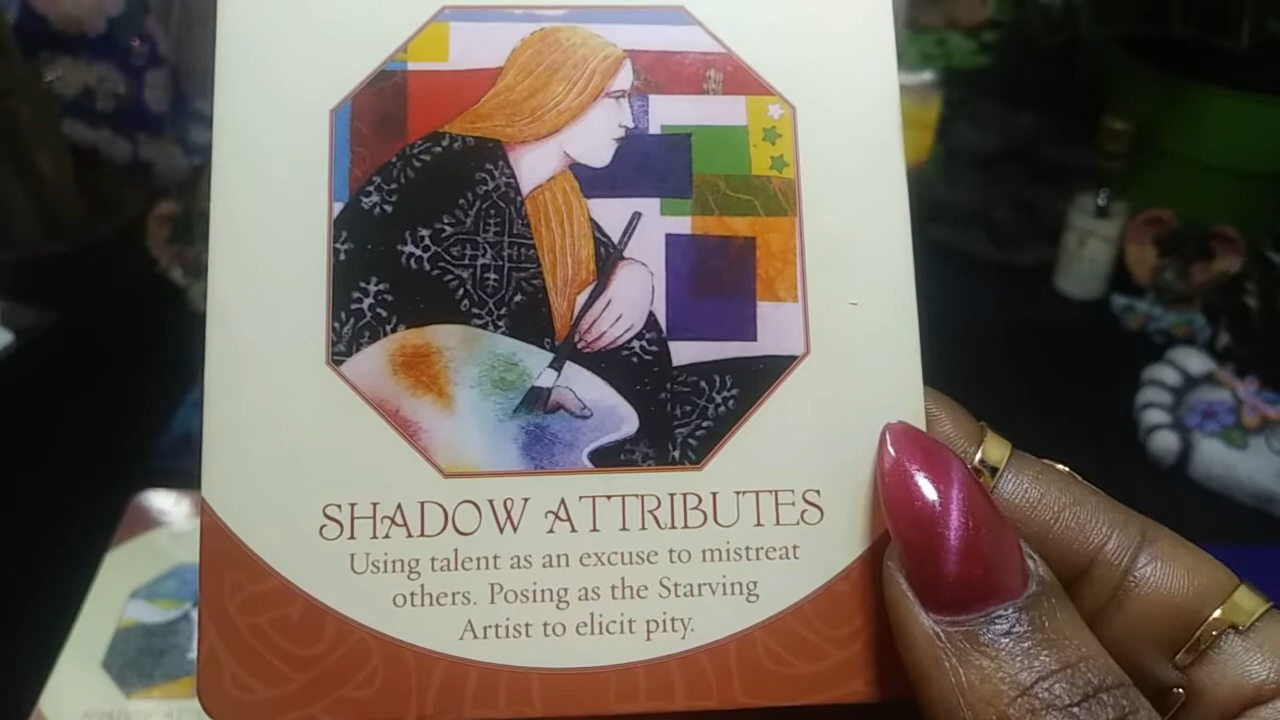 SHADOW ATTRIBUTES
Using talent as an excuse to mistreat
others. Posing as the Starving
Artist to elicit pity.